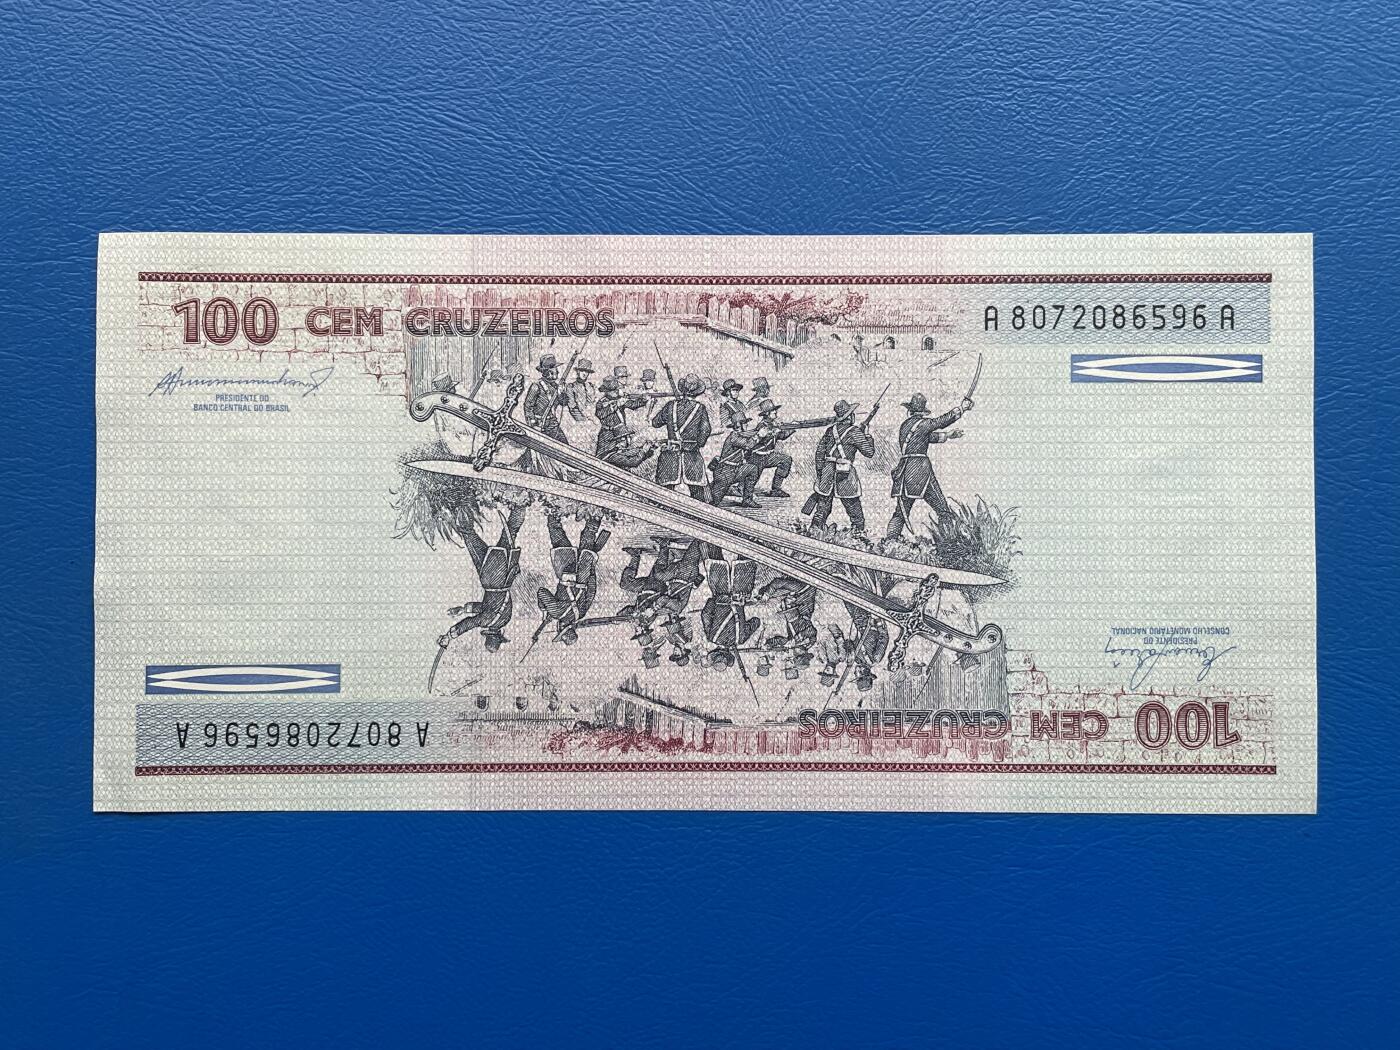 100 CEM CRUZEIROS
A 8072086596 A
PRESIDENTE DO
BANCO CENTRAL DO BRASIL
PRESIDENTE DO
CONSELHO MONETÁRIO NACIONAL
A 8072086596 A
100 CEM CRUZEIROS